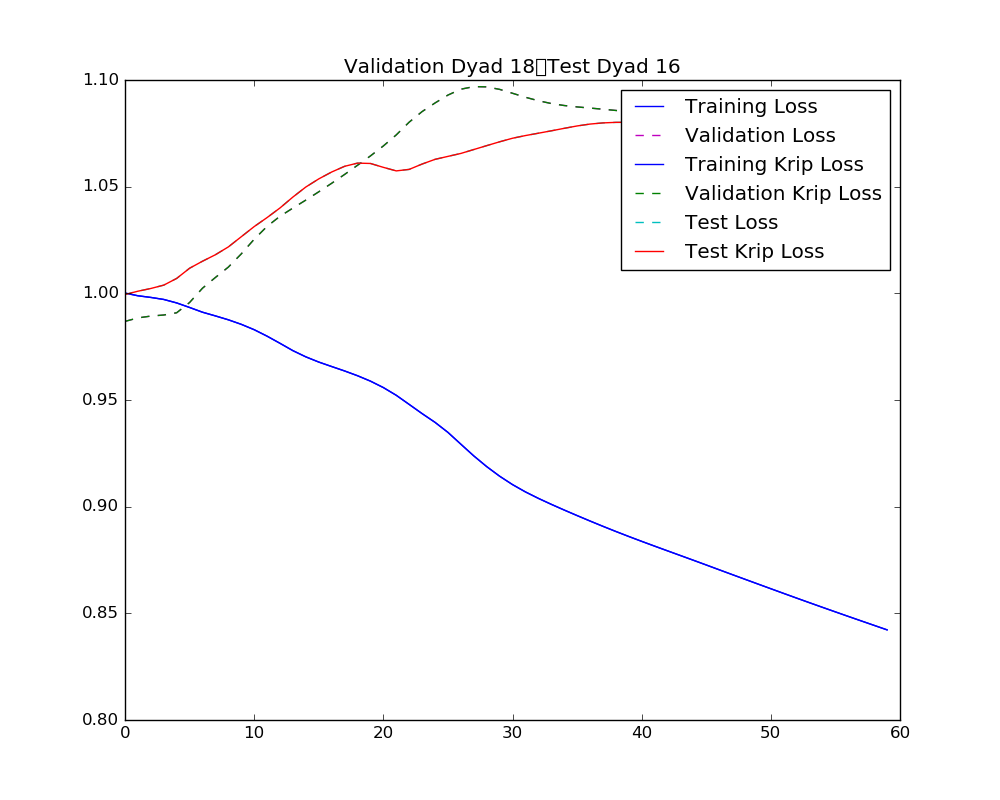 Validation Dyad 18▯Test Dyad 16
1.10
1.05
1.00
0.95
0.90
0.85
0.80
0
10
20
30
40
50
60
Training Loss
Validation Loss
Training Krip Loss
Validation Krip Loss
Test Loss
Test Krip Loss